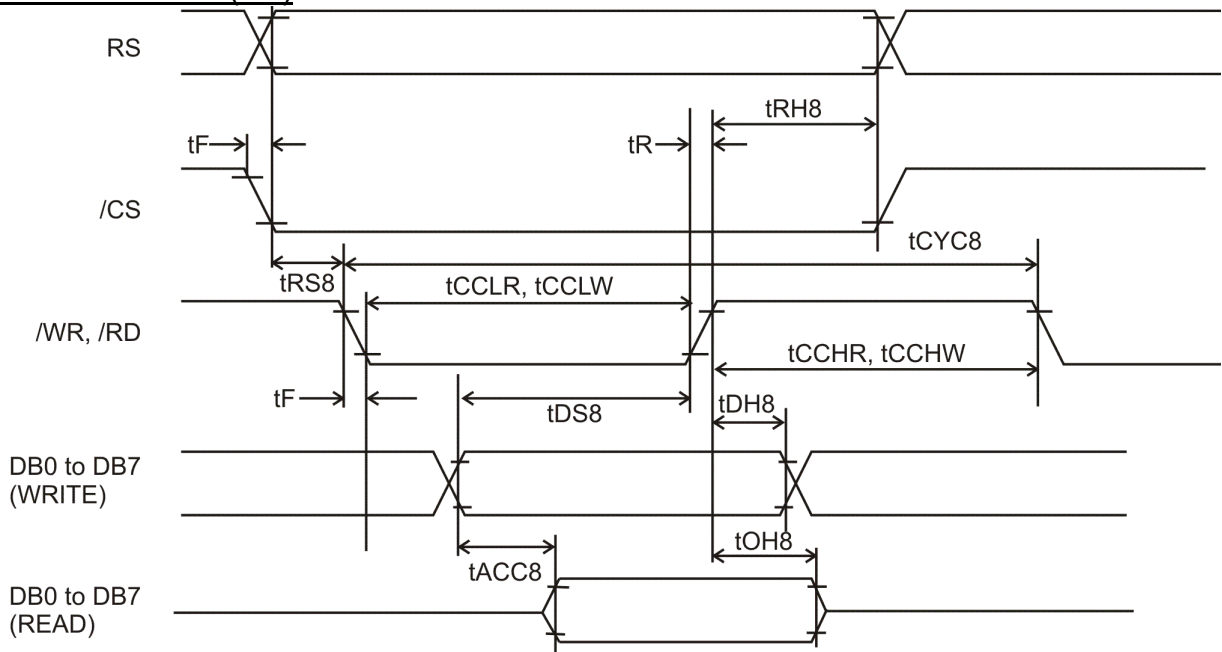 RS
tRH8
tF
tR
/CS
tCYC8
tRS8
tCCLR, tCCLW
/WR, /RD
tCCHR, tCCHW
tF
tDS8
tDH8
DB0 to DB7
(WRITE)
tOH8
tACC8
DB0 to DB7
(READ)